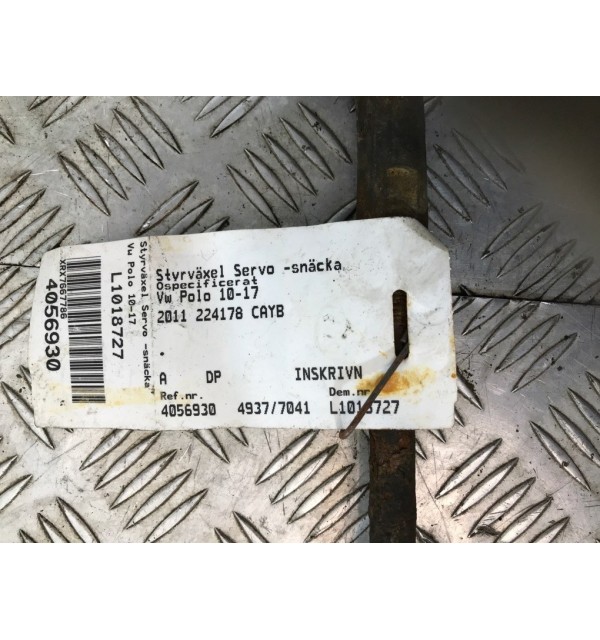 Styrväxel Servo -snäcka
Ospecificerat
Vw Polo 10-17
2011 224178 CAYB
.
A DP INSKRIVN
Ref.nr. Dem.nr.
4056930 4937/7041 L1018727
Styrväxel Servo -snäcka
Vw Polo 10-17
L1018727
XRX7667786
4056930